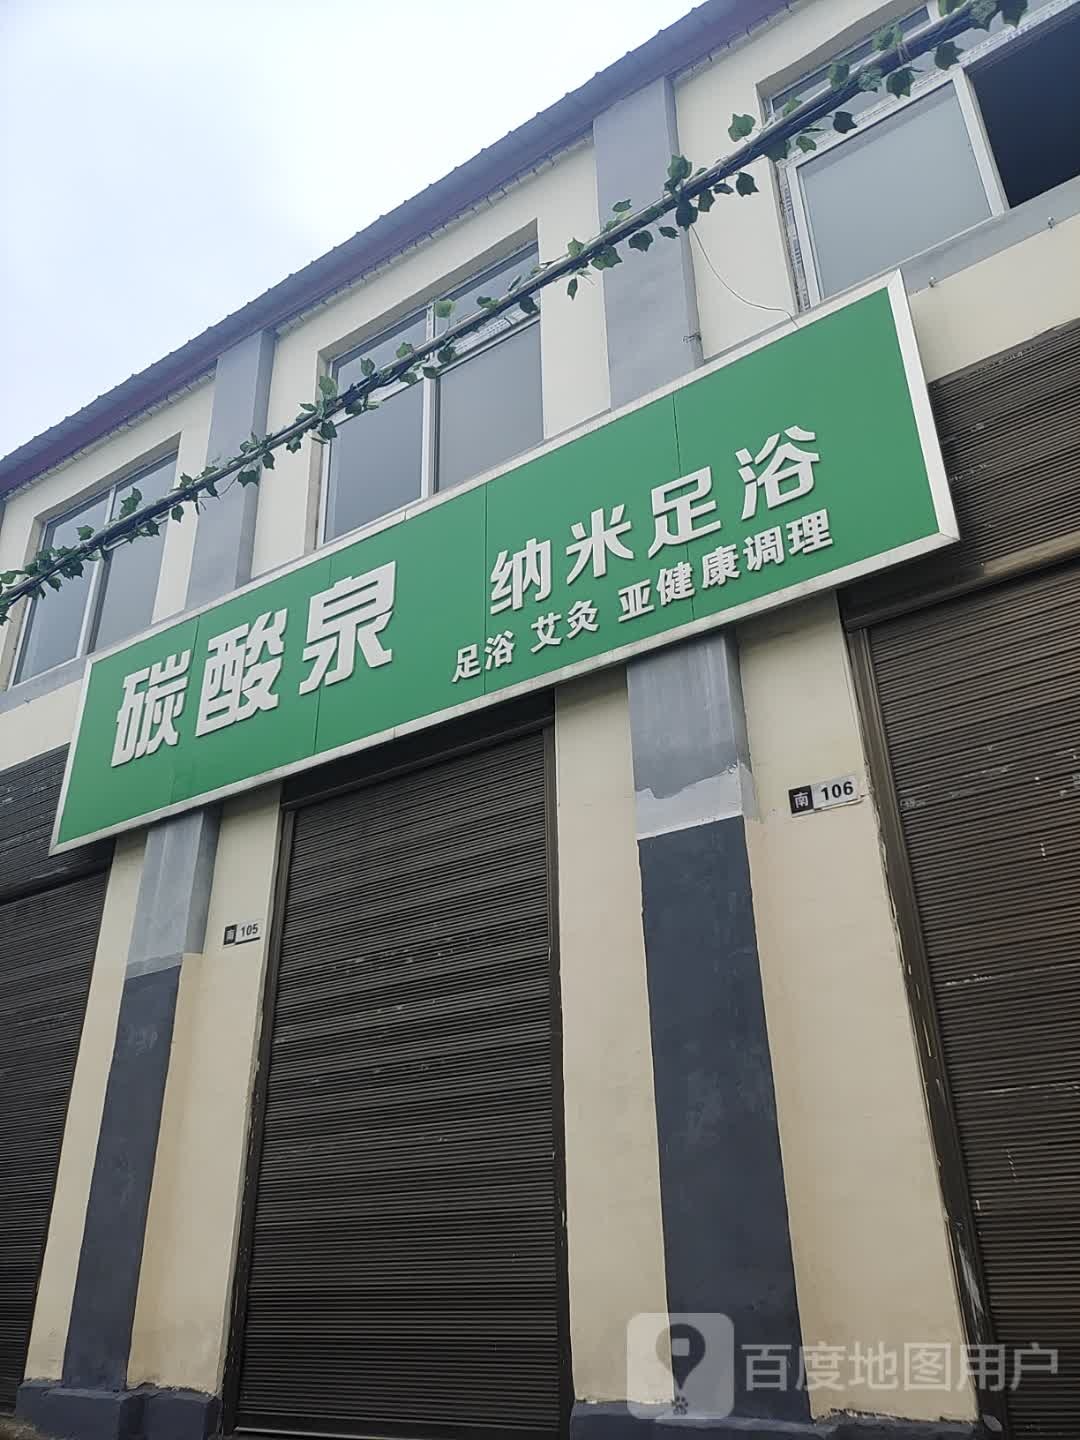 碳酸泉
纳米足浴
足浴 艾灸 亚健康调理
南 106
南 105
百度地图用户